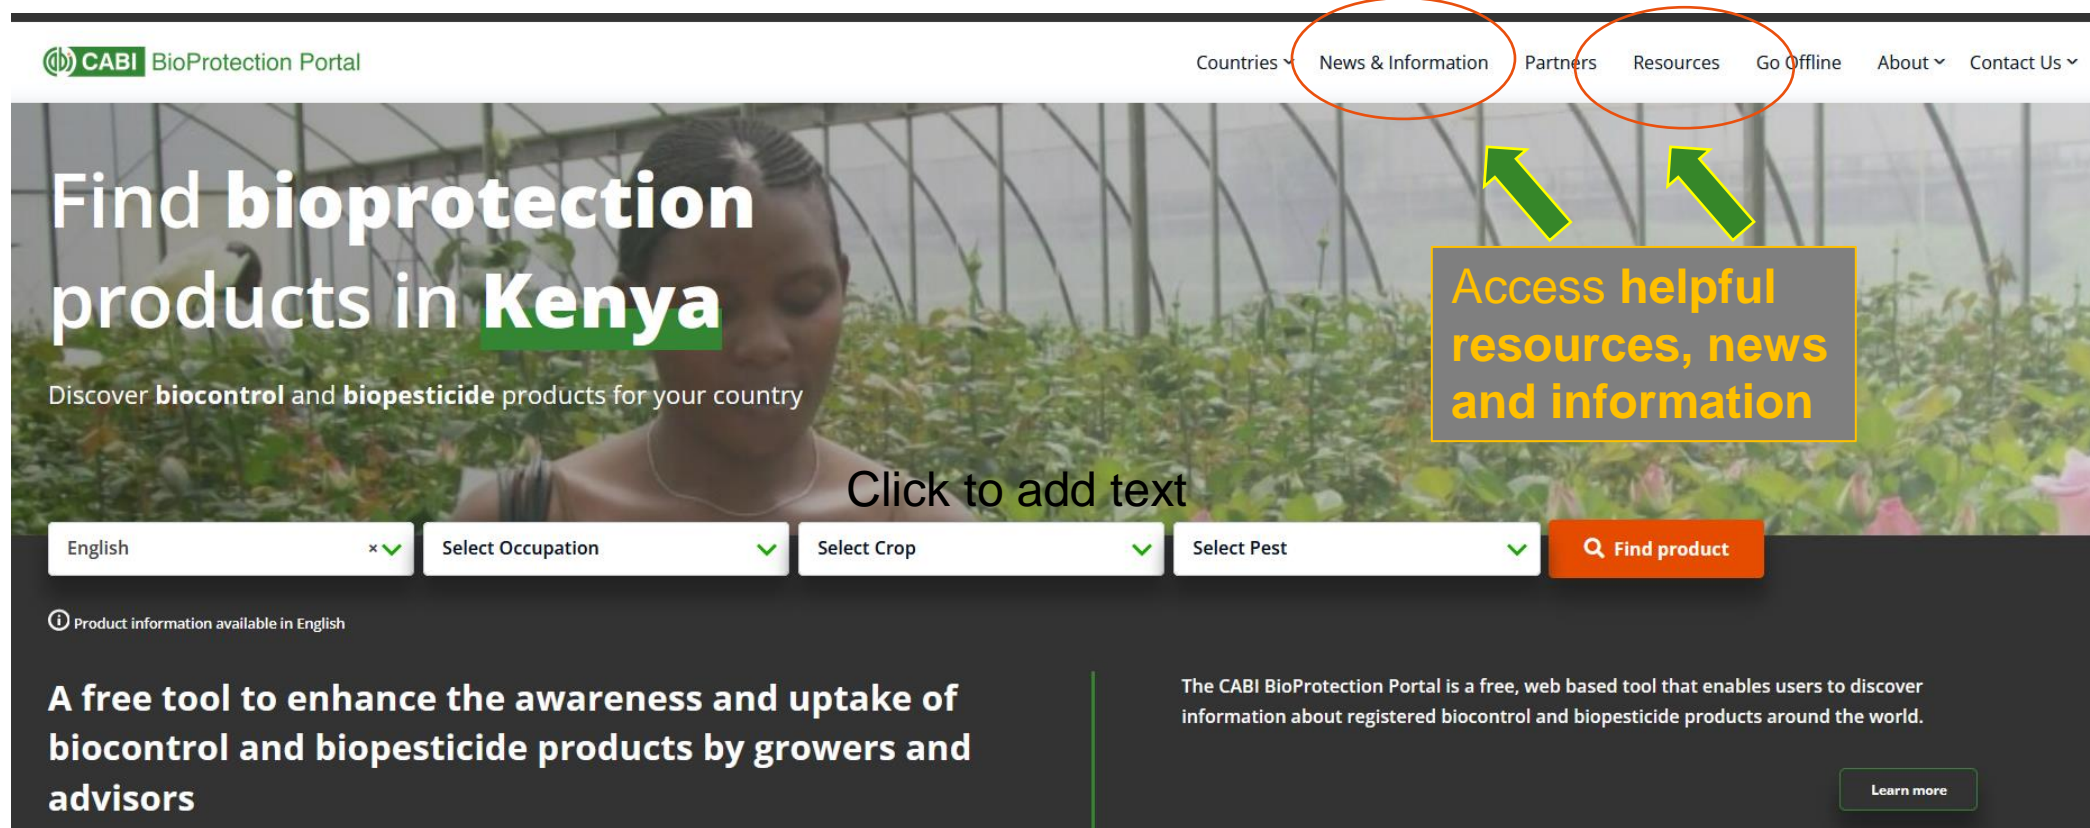 CABI BioProtection Portal
Countries News & Information Partners Resources Go Offline About Contact Us
Find bioprotection
products in Kenya
Discover biocontrol and biopesticide products for your country
Access helpful
resources, news
and information
Click to add text
English × Select Occupation Select Crop Select Pest Find product
Product information available in English
A free tool to enhance the awareness and uptake of
biocontrol and biopesticide products by growers and
advisors
The CABI BioProtection Portal is a free, web based tool that enables users to discover
information about registered biocontrol and biopesticide products around the world.
Learn more